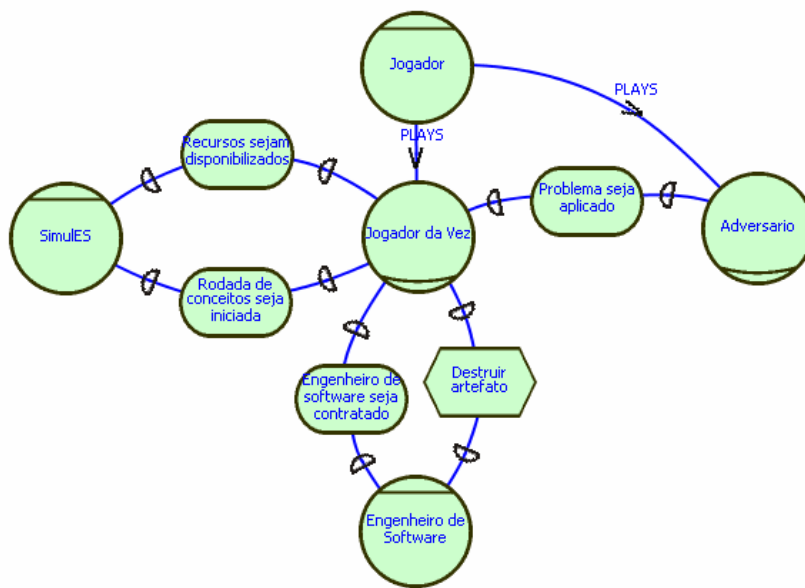 Jogador
PLAYS
PLAYS
Recursos sejam
disponibilizados
Problema seja
aplicado
SimulES
Jogador da Vez
Adversario
Rodada de
conceitos seja
iniciada
Engenheiro de
software seja
contratado
Destruir
artefato
Engenheiro de
Software